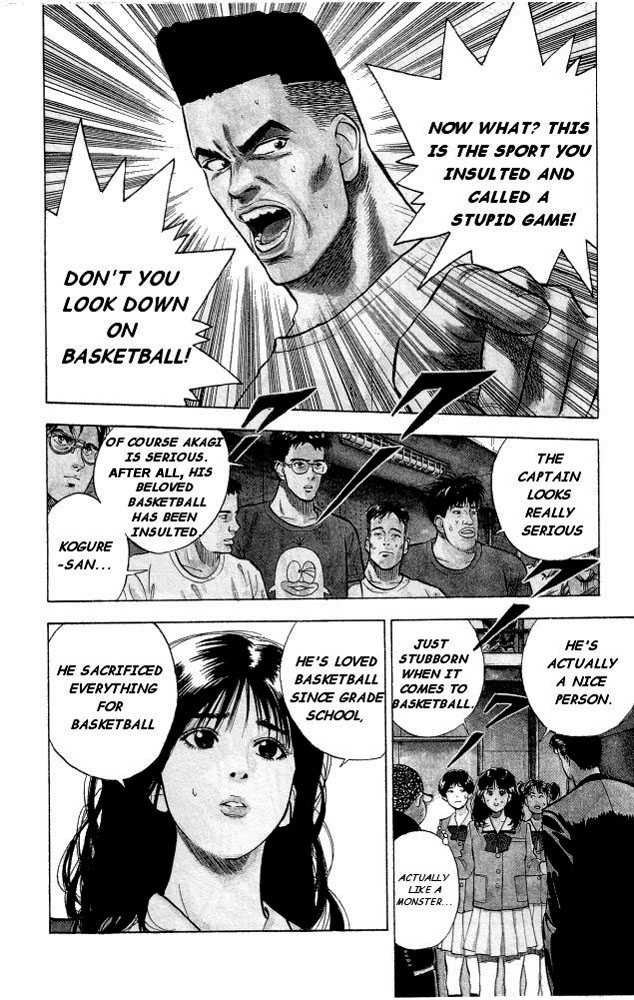 NOW WHAT? THIS
IS THE SPORT YOU
INSULTED AND
CALLED A
STUPID GAME!
DON'T YOU
LOOK DOWN
ON
BASKETBALL!
THE
CAPTAIN
LOOKS
REALLY
SERIOUS
OF COURSE AKAGI
IS SERIOUS.
AFTER ALL, HIS
BELOVED
BASKETBALL
HAS BEEN
INSULTED
KOGURE
-SAN...
HE'S
ACTUALLY
A NICE
PERSON.
JUST
STUBBORN
WHEN IT
COMES TO
BASKETBALL.
ACTUALLY
LIKE A
MONSTER...
HE'S LOVED
BASKETBALL
SINCE GRADE
SCHOOL,
HE SACRIFICED
EVERYTHING
FOR
BASKETBALL